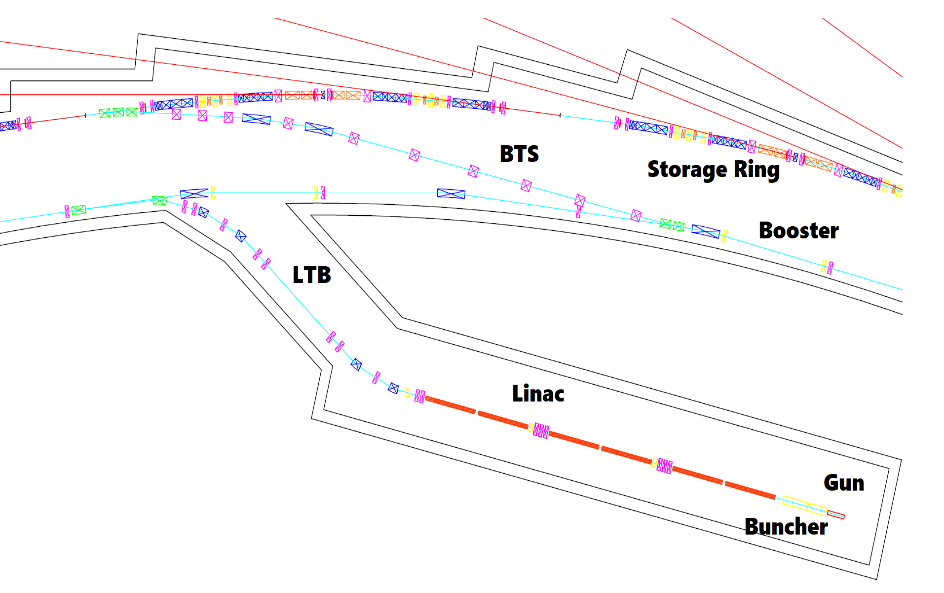 BTS
Storage Ring
Booster
LTB
Linac
Gun
Buncher